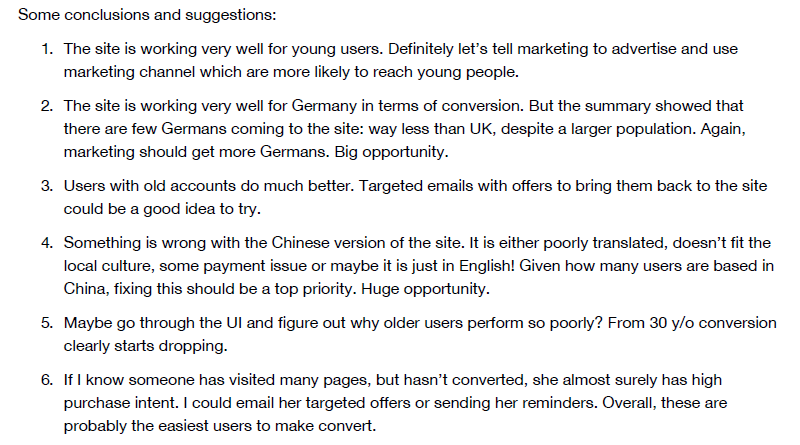 Some conclusions and suggestions:
1. The site is working very well for young users. Definitely let's tell marketing to advertise and use
marketing channel which are more likely to reach young people.
2. The site is working very well for Germany in terms of conversion. But the summary showed that
there are few Germans coming to the site: way less than UK, despite a larger population. Again,
marketing should get more Germans. Big opportunity.
3. Users with old accounts do much better. Targeted emails with offers to bring them back to the site
could be a good idea to try.
4. Something is wrong with the Chinese version of the site. It is either poorly translated, doesn't fit the
local culture, some payment issue or maybe it is just in English! Given how many users are based in
China, fixing this should be a top priority. Huge opportunity.
5. Maybe go through the UI and figure out why older users perform so poorly? From 30 y/o conversion
clearly starts dropping.
6. If I know someone has visited many pages, but hasn't converted, she almost surely has high
purchase intent. I could email her targeted offers or sending her reminders. Overall, these are
probably the easiest users to make convert.